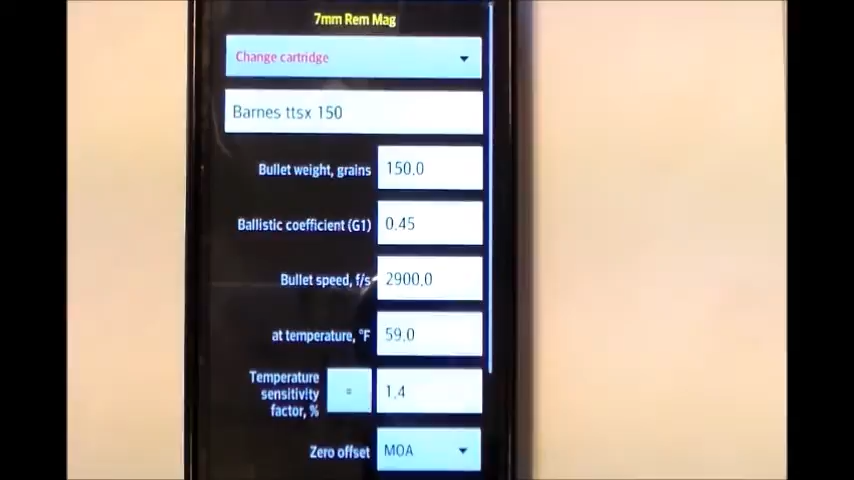 7mm Rem Mag
Change cartridge
Barnes ttsx 150
Bullet weight, grains 150.0
Ballistic coefficient (G1) 0.45
Bullet speed, f/s 2900.0
at temperature, °F 59.0
Temperature
sensitivity
factor, % = 1.4
Zero offset MOA